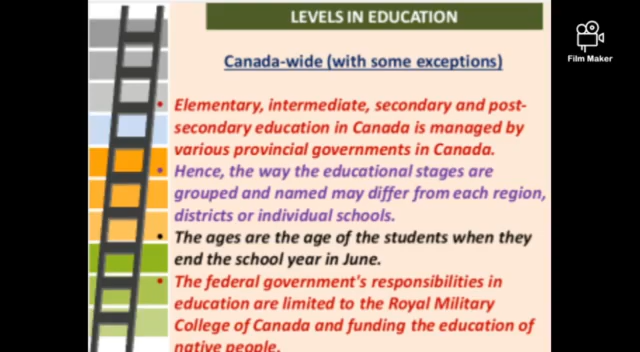 LEVELS IN EDUCATION
Film Maker
Canada-wide (with some exceptions)
• Elementary, intermediate, secondary and post-
secondary education in Canada is managed by
various provincial governments in Canada.
• Hence, the way the educational stages are
grouped and named may differ from each region,
districts or individual schools.
• The ages are the age of the students when they
end the school year in June.
• The federal government's responsibilities in
education are limited to the Royal Military
College of Canada and funding the education of
native people.